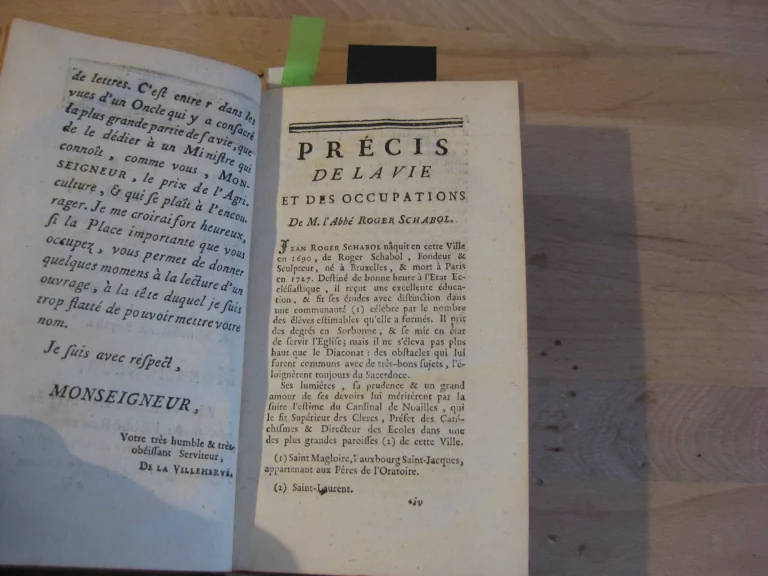 de lettres. C'est entrer dans les
vues d'un Oncle qui y a consacré
la plus grande partie de sa vie, que
de le dédier à un Ministre qui
connoît, comme vous, MON-
SEIGNEUR, le prix de l'Agri-
culture, & qui se plaît à l'encou-
rager. Je me croirai fort heureux,
si la Place importante que vous
occupez, vous permet de donner
quelques momens à la lecture d'un
ouvrage, à la tête duquel je suis
trop flatté de pouvoir mettre votre
nom.
Je suis avec réspect,
MONSEIGNEUR,
Votre très humble & très-
obéissant Serviteur,
DE LA VILLEHERVÉ.
PRÉCIS
DE LA VIE
ET DES OCCUPATIONS
De M. l'Abbé ROGER SCHABOL.
JEAN ROGER SCHABOL nâquit en cette Ville
en 1690, de Roger Schabol, Fondeur &
Sculpteur, né à Bruxelles, & mort à Paris
en 1727. Destiné de bonne heure à l'Etat Ec-
clésiastique, il reçut une excellente éduca-
tion, & fit ses études avec distinction dans
une communauté (1) célèbre par le nombre
des élèves estimables qu'elle a formés. Il prit
des degrés en Sorbonne, & se mit en état
de servir l'Eglise; mais il ne s'éleva pas plus
haut que le Diaconat: des obstacles qui lui
furent communs avec de très-bons sujets, l'é-
loignèrent toujours du Sacerdoce.
Ses lumières, sa prudence & un grand
amour de ses devoirs lui méritèrent par la
suite l'estime du Cardinal de Noailles, qui
le fit Supérieur des Clercs, Préfet des Caté-
chismes & Directeur des Ecoles dans une
des plus grandes paroisses (2) de cette Ville.
(1) Saint Magloire, Fauxbourg Saint-Jacques,
appartenant aux Pères de l'Oratoire.
(2) Saint-Laurent.
*iv